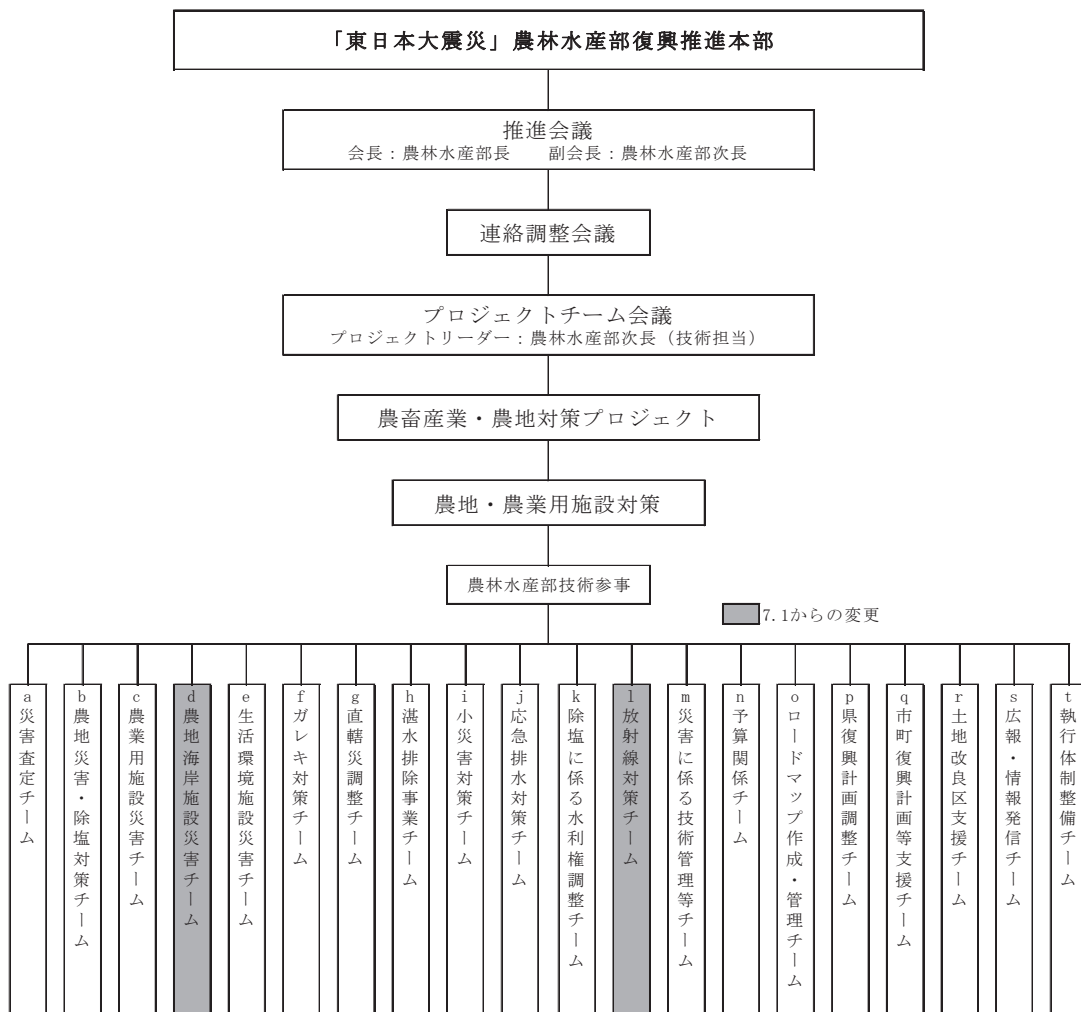 「東日本大震災」農林水産部復興推進本部
推進会議
会長：農林水産部長　　副会長：農林水産部次長
連絡調整会議
プロジェクトチーム会議
プロジェクトリーダー：農林水産部次長（技術担当）
農畜産業・農地対策プロジェクト
農地・農業用施設対策
農林水産部技術参事
7.1からの変更
a災害査定チーム
b農地災害・除塩対策チーム
c農業用施設災害チーム
d農地海岸施設災害チーム
e生活環境施設災害チーム
fガレキ対策チーム
g直轄災調整チーム
h湛水排除事業チーム
i小災害対策チーム
j応急排水対策チーム
k除塩に係る水利権調整チーム
l放射線対策チーム
m災害に係る技術管理等チーム
n予算関係チーム
oロードマップ作成・管理チーム
p県復興計画調整チーム
q市町復興計画等支援チーム
r土地改良区支援チーム
s広報・情報発信チーム
t執行体制整備チーム